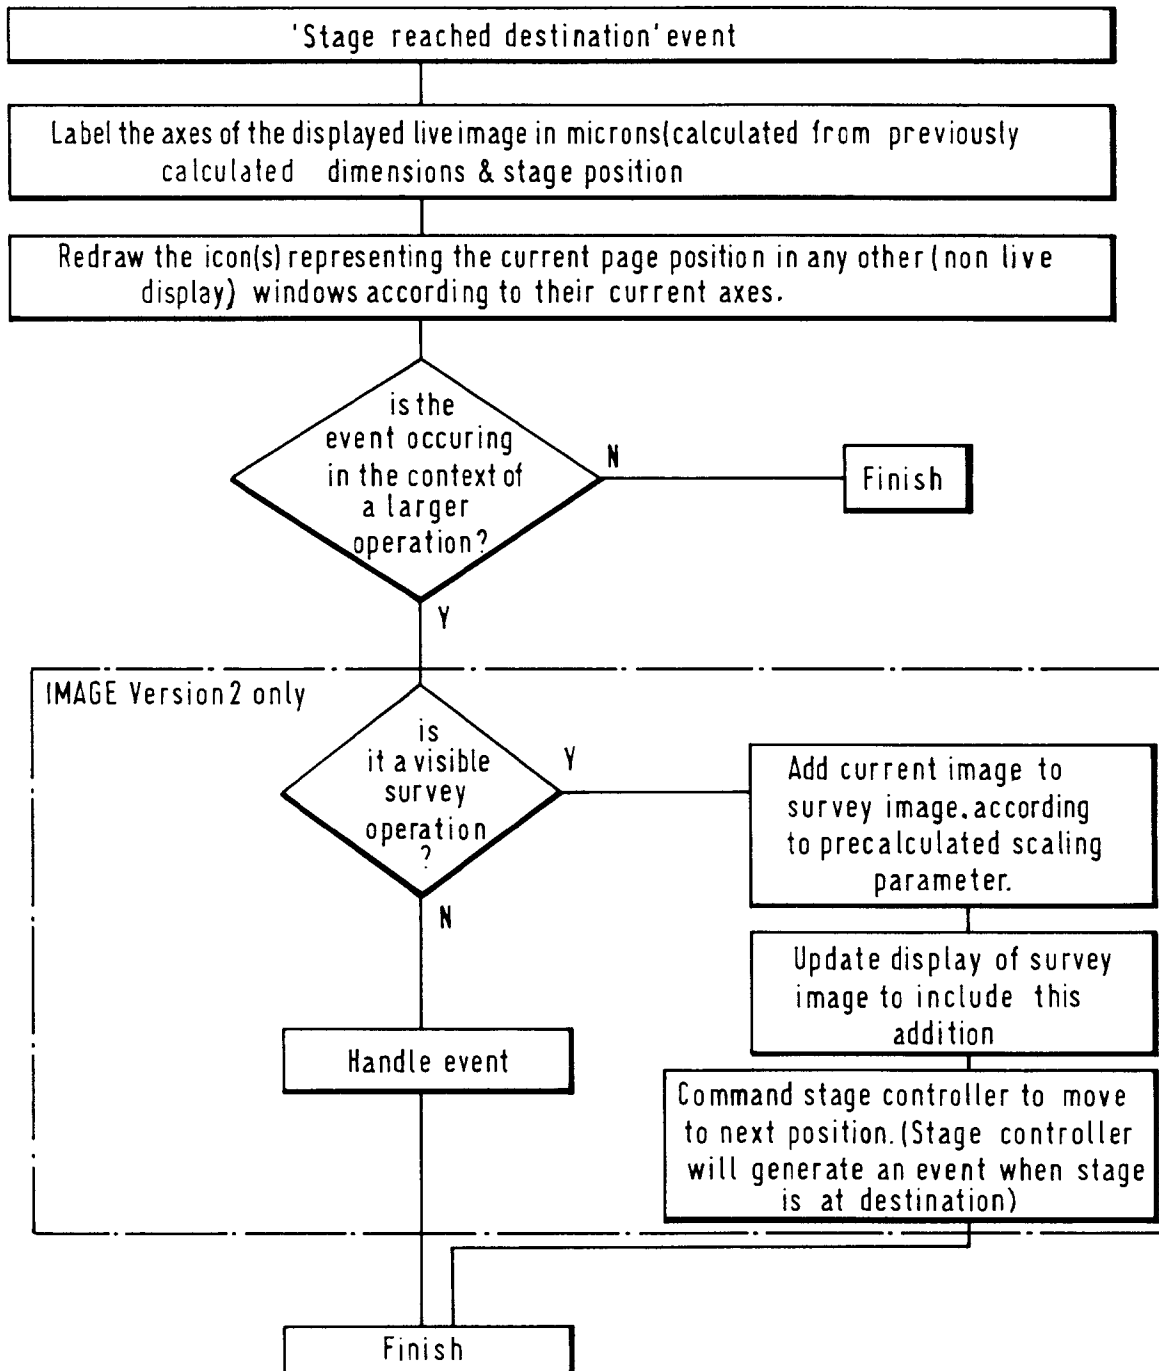 'Stage reached destination' event
Label the axes of the displayed live image in microns (calculated from previously
calculated dimensions & stage position
Redraw the icon(s) representing the current page position in any other (non live
display) windows according to their current axes.
is the
event occuring
in the context of
a larger
operation?
N
Finish
Y
IMAGE Version 2 only
is
it a visible
survey
operation
?
Y
Add current image to
survey image, according
to precalculated scaling
parameter.
N
Update display of survey
image to include this
addition
Handle event
Command stage controller to move
to next position. (Stage controller
will generate an event when stage
is at destination)
Finish